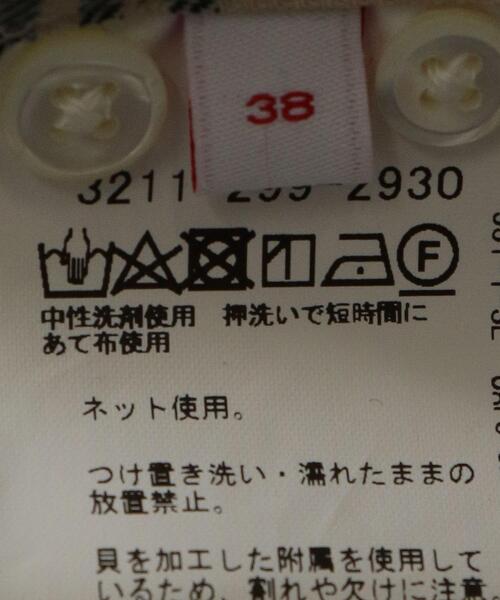 38
3211 299-2930
F
中性洗剤使用 押洗いで短時間に
あて布使用
ネット使用。
つけ置き洗い・濡れたままの
放置禁止。
貝を加工した附属を使用して
いるため、割れや欠けに注意。